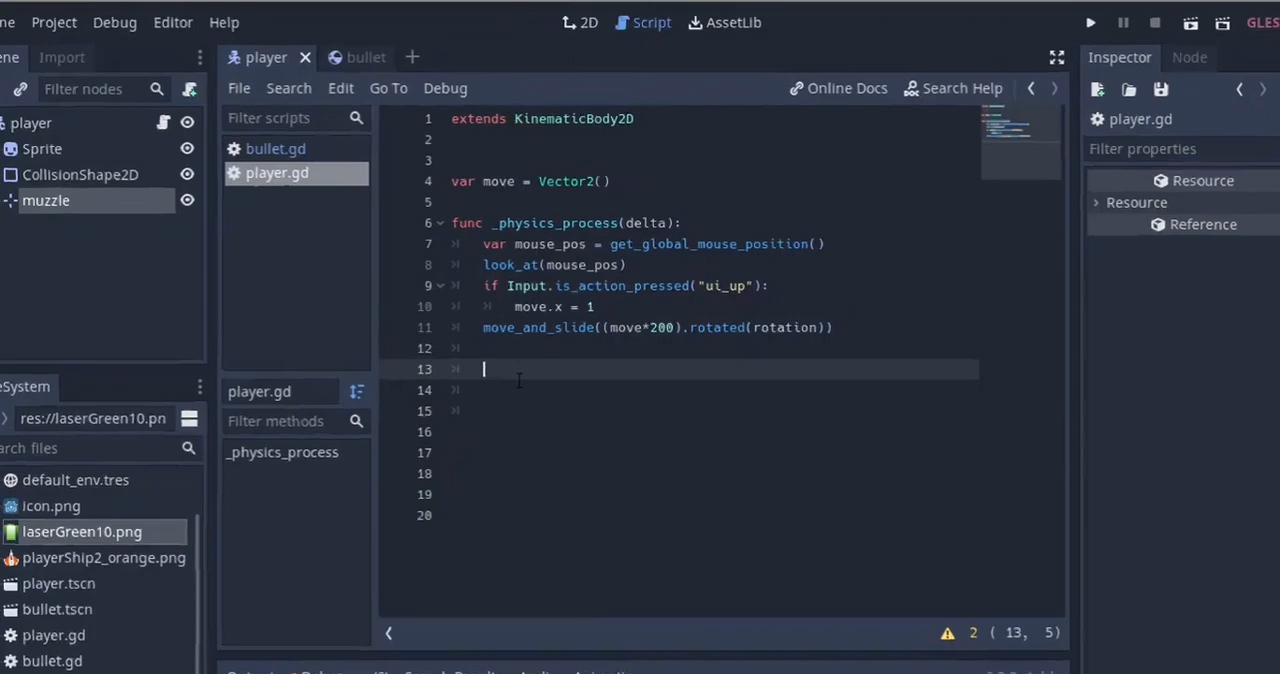 ne Project Debug Editor Help 2D Script AssetLib GLES
ene Import player bullet Inspector Node
Filter nodes File Search Edit Go To Debug Online Docs Search Help
player Filter scripts player.gd
Sprite bullet.gd Filter properties
CollisionShape2D player.gd Resource
muzzle Resource
Reference
1 extends KinematicBody2D
2
3
4 var move = Vector2()
5
6 func _physics_process(delta):
7 var mouse_pos = get_global_mouse_position()
8 look_at(mouse_pos)
9 if Input.is_action_pressed("ui_up"):
10 move.x = 1
11 move_and_slide((move*200).rotated(rotation))
12
13
14
15
16
17
18
19
20
eSystem player.gd
res://laserGreen10.pn Filter methods
arch files _physics_process
default_env.tres
icon.png
laserGreen10.png
playerShip2_orange.png
player.tscn
bullet.tscn
player.gd
bullet.gd
2 ( 13, 5)